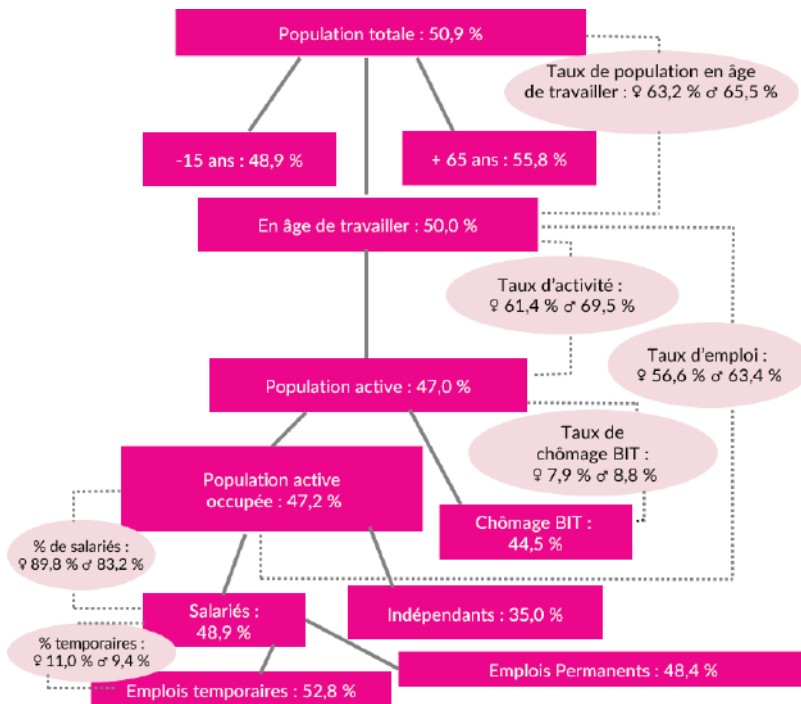 Population totale : 50,9 %
Taux de population en âge
de travailler : ♀ 63,2 % ♂ 65,5 %
-15 ans : 48,9 %
+ 65 ans : 55,8 %
En âge de travailler : 50,0 %
Taux d'activité :
♀ 61,4 % ♂ 69,5 %
Taux d'emploi :
♀ 56,6 % ♂ 63,4 %
Population active : 47,0 %
Taux de
chômage BIT :
♀ 7,9 % ♂ 8,8 %
Population active
occupée : 47,2 %
Chômage BIT :
44,5 %
% de salariés :
♀ 89,8 % ♂ 83,2 %
Salariés :
48,9 %
Indépendants : 35,0 %
% temporaires :
♀ 11,0 % ♂ 9,4 %
Emplois Permanents : 48,4 %
Emplois temporaires : 52,8 %